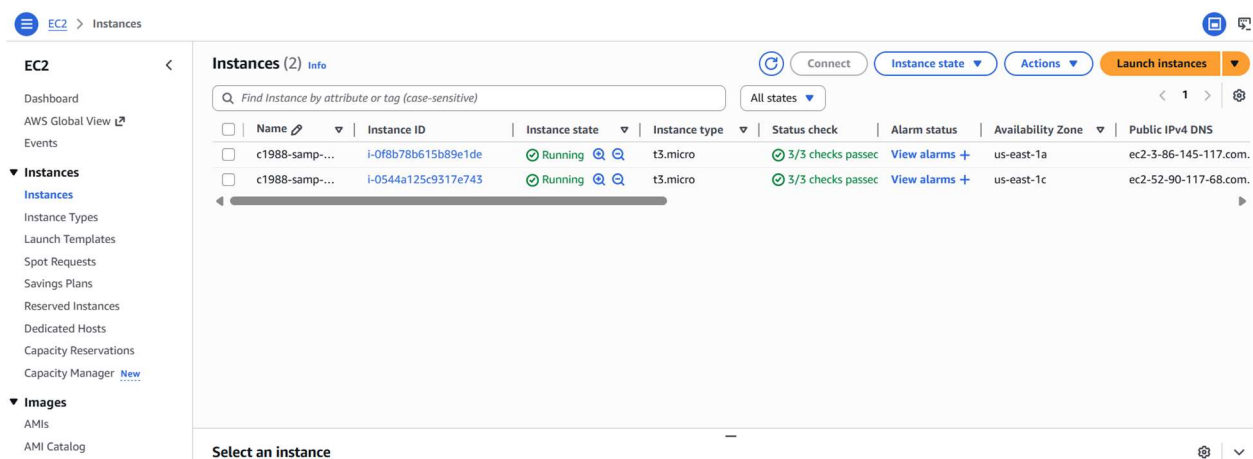 EC2 > Instances
EC2
Dashboard
AWS Global View
Events
Instances
Instances
Instance Types
Launch Templates
Spot Requests
Savings Plans
Reserved Instances
Dedicated Hosts
Capacity Reservations
Capacity Manager New
Images
AMIs
AMI Catalog
Instances (2) Info
Connect Instance state Actions Launch instances
Find Instance by attribute or tag (case-sensitive) All states 1
Name Instance ID Instance state Instance type Status check Alarm status Availability Zone Public IPv4 DNS
c1988-samp-... i-0f8b78b615b89e1de Running t3.micro 3/3 checks passec View alarms + us-east-1a ec2-3-86-145-117.com.
c1988-samp-... i-0544a125c9317e743 Running t3.micro 3/3 checks passec View alarms + us-east-1c ec2-52-90-117-68.com.
Select an instance